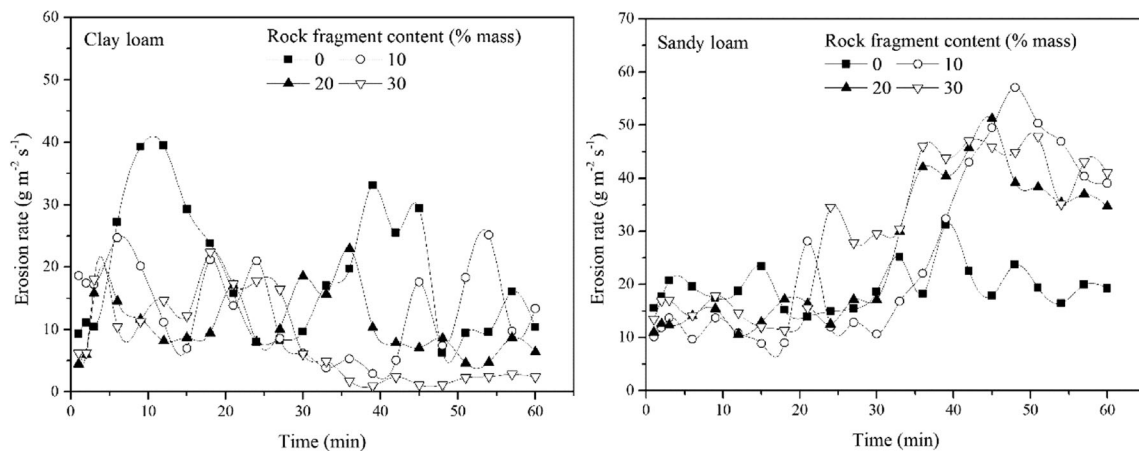 Clay loam
Rock fragment content (% mass)
0 10
20 30
Erosion rate (g m⁻² s⁻¹)
60
50
40
30
20
10
0
0 10 20 30 40 50 60
Time (min)
Sandy loam
Rock fragment content (% mass)
0 10
20 30
Erosion rate (g m⁻² s⁻¹)
70
60
50
40
30
20
10
0
0 10 20 30 40 50 60
Time (min)